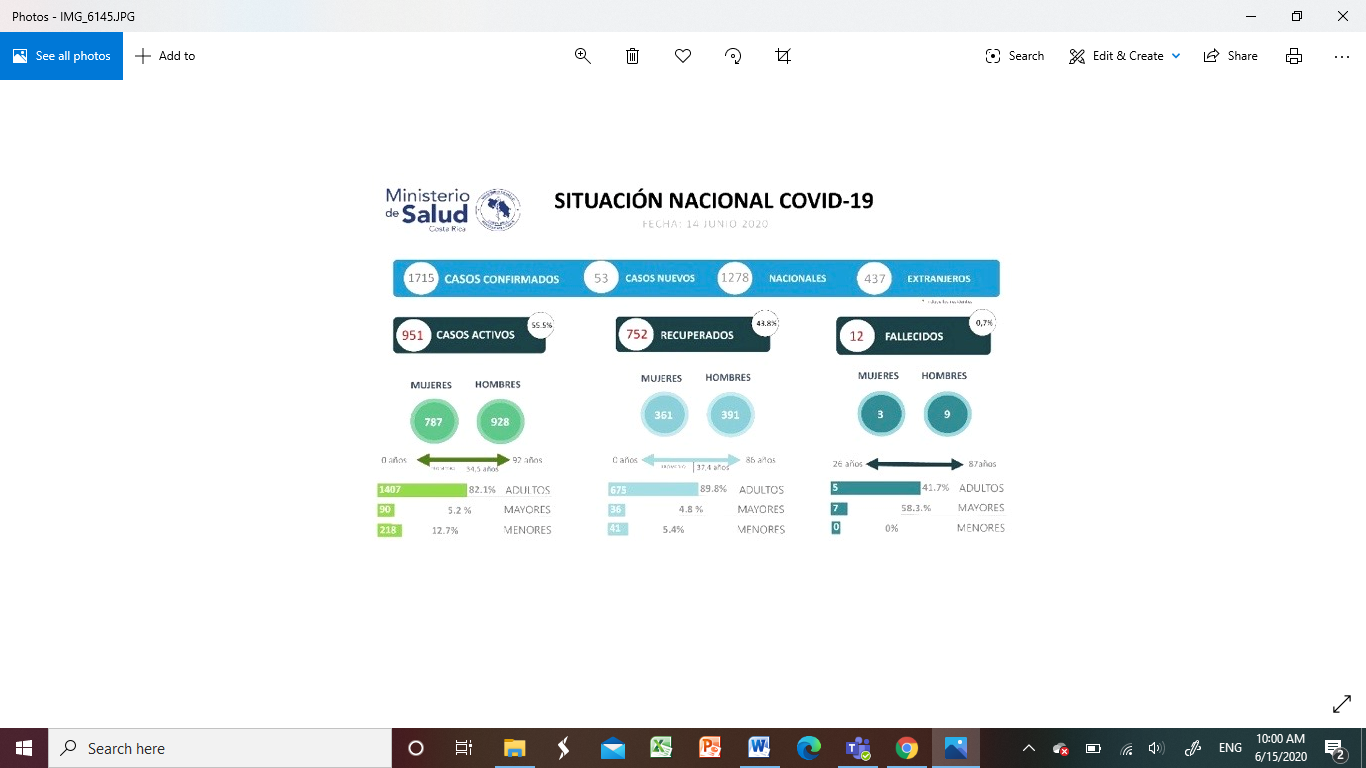 Photos - IMG_6145.JPG
See all photos
Add to
Search
Edit & Create
Share
Ministerio
de Salud
Costa Rica
SITUACIÓN NACIONAL COVID-19
FECHA: 14 JUNIO 2020
1715 CASOS CONFIRMADOS 53 CASOS NUEVOS 1278 NACIONALES 437 EXTRANJEROS
951 CASOS ACTIVOS 55.5%
MUJERES HOMBRES
787 928
0 años 92 años
34,5 años
1407 82.1% ADULTOS
90 5.2 % MAYORES
218 12.7% MENORES
752 RECUPERADOS 43.8%
MUJERES HOMBRES
361 391
0 años 86 años
37,4 años
675 89.8% ADULTOS
36 4.8 % MAYORES
41 5.4% MENORES
12 FALLECIDOS 0,7%
MUJERES HOMBRES
3 9
26 años 87años
5 41.7% ADULTOS
7 58.3.% MAYORES
0 0% MENORES
Search here
ENG
10:00 AM
6/15/2020
2